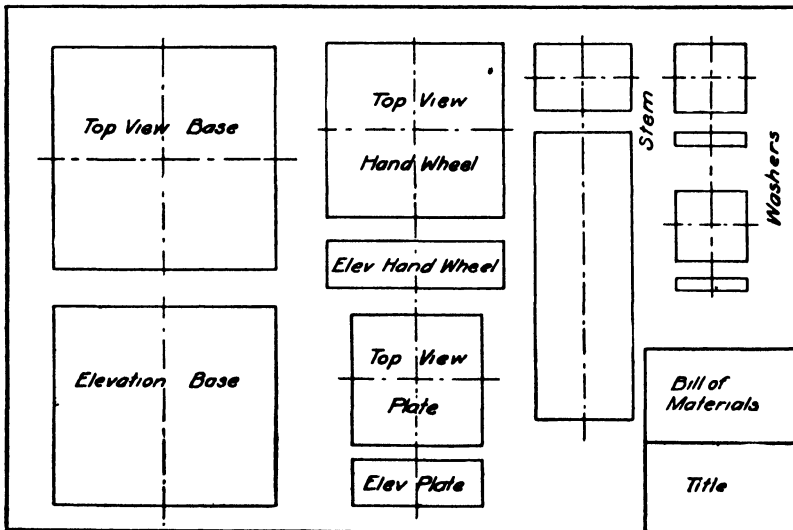 Top View Base
Top View
Hand Wheel
Stem
Washers
Elev Hand Wheel
Elevation Base
Top View
Plate
Elev Plate
Bill of
Materials
Title